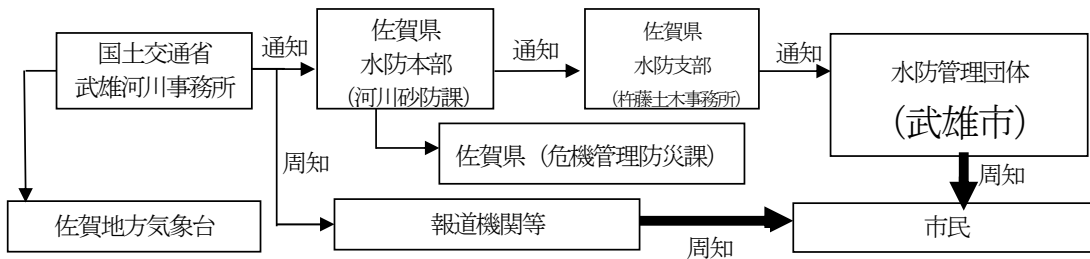 国土交通省
武雄河川事務所
通知
佐賀県
水防本部
（河川砂防課）
通知
佐賀県
水防支部
（杵藤土木事務所）
通知
水防管理団体
（武雄市）
周知
佐賀県（危機管理防災課）
周知
佐賀地方気象台
報道機関等
周知
市民